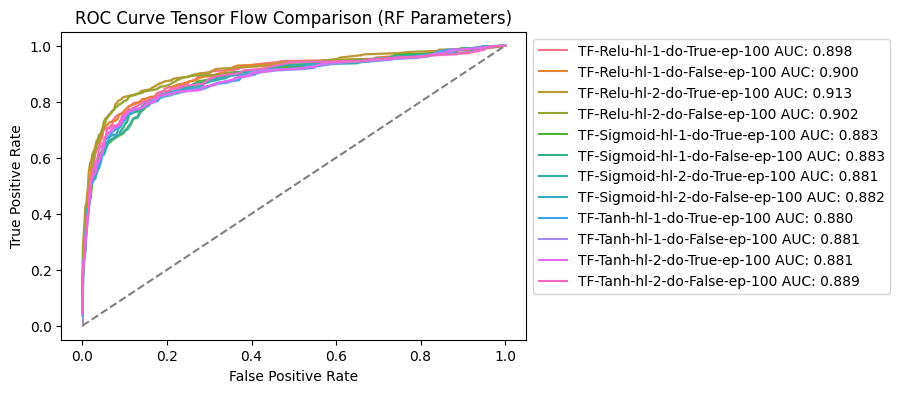 ROC Curve Tensor Flow Comparison (RF Parameters)
True Positive Rate
1.0
0.8
0.6
0.4
0.2
0.0
0.0 0.2 0.4 0.6 0.8 1.0
False Positive Rate
TF-Relu-hl-1-do-True-ep-100 AUC: 0.898
TF-Relu-hl-1-do-False-ep-100 AUC: 0.900
TF-Relu-hl-2-do-True-ep-100 AUC: 0.913
TF-Relu-hl-2-do-False-ep-100 AUC: 0.902
TF-Sigmoid-hl-1-do-True-ep-100 AUC: 0.883
TF-Sigmoid-hl-1-do-False-ep-100 AUC: 0.883
TF-Sigmoid-hl-2-do-True-ep-100 AUC: 0.881
TF-Sigmoid-hl-2-do-False-ep-100 AUC: 0.882
TF-Tanh-hl-1-do-True-ep-100 AUC: 0.880
TF-Tanh-hl-1-do-False-ep-100 AUC: 0.881
TF-Tanh-hl-2-do-True-ep-100 AUC: 0.881
TF-Tanh-hl-2-do-False-ep-100 AUC: 0.889